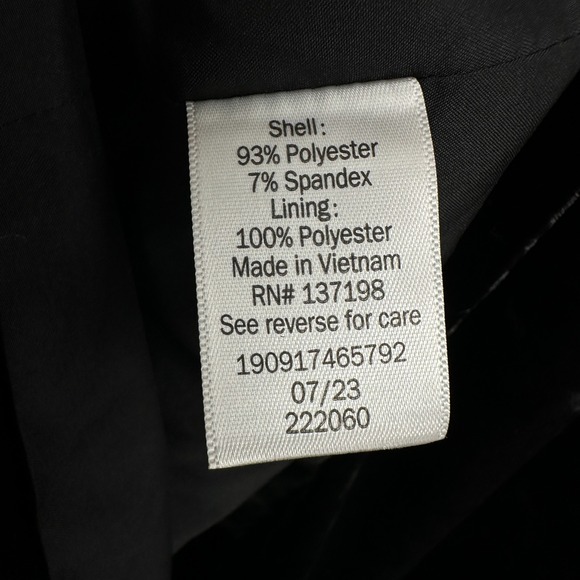 Shell:
93% Polyester
7% Spandex
Lining:
100% Polyester
Made in Vietnam
RN# 137198
See reverse for care
190917465792
07/23
222060